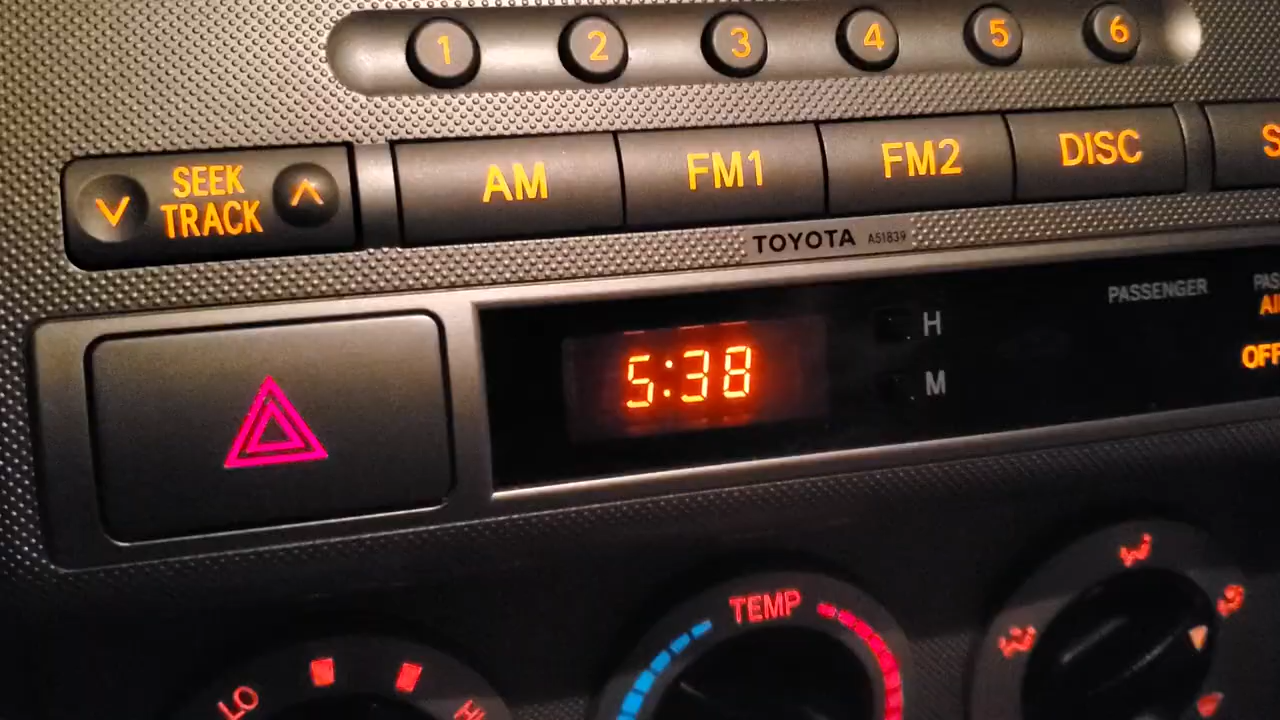 1 2 3 4 5 6
SEEK
TRACK
AM FM1 FM2 DISC
TOYOTA A51839
PASSENGER
5:38
H
M
OFF
TEMP
LO